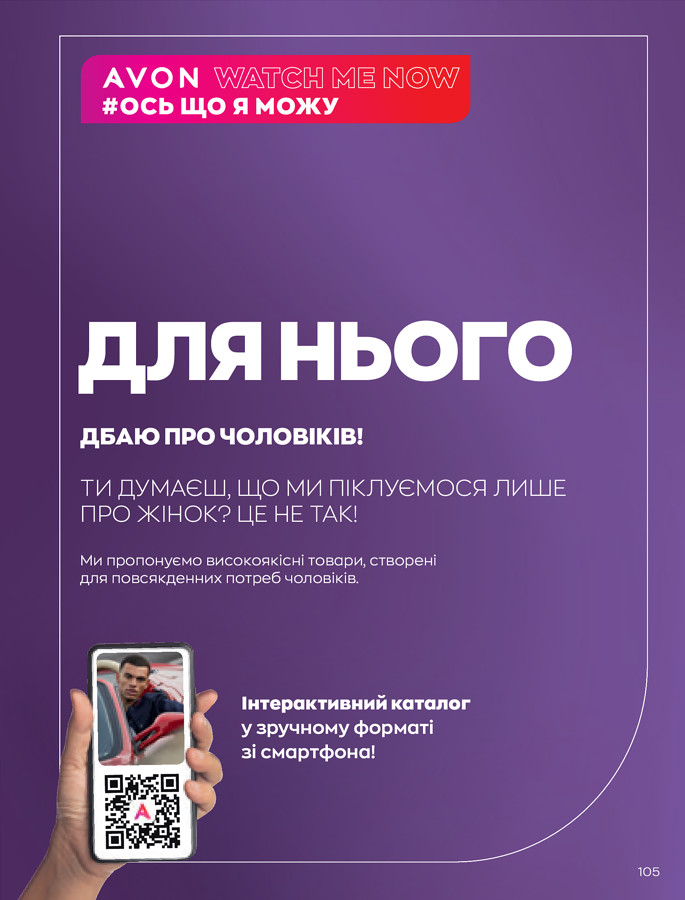 AVON WATCH ME NOW
#ОСЬ ЩО Я МОЖУ
ДЛЯ НЬОГО
ДБАЮ ПРО ЧОЛОВІКІВ!
ТИ ДУМАЄШ, ЩО МИ ПІКЛУЄМОСЯ ЛИШЕ
ПРО ЖІНОК? ЦЕ НЕ ТАК!
Ми пропонуємо високоякісні товари, створені
для повсякденних потреб чоловіків.
Інтерактивний каталог
у зручному форматі
зі смартфона!
A
105